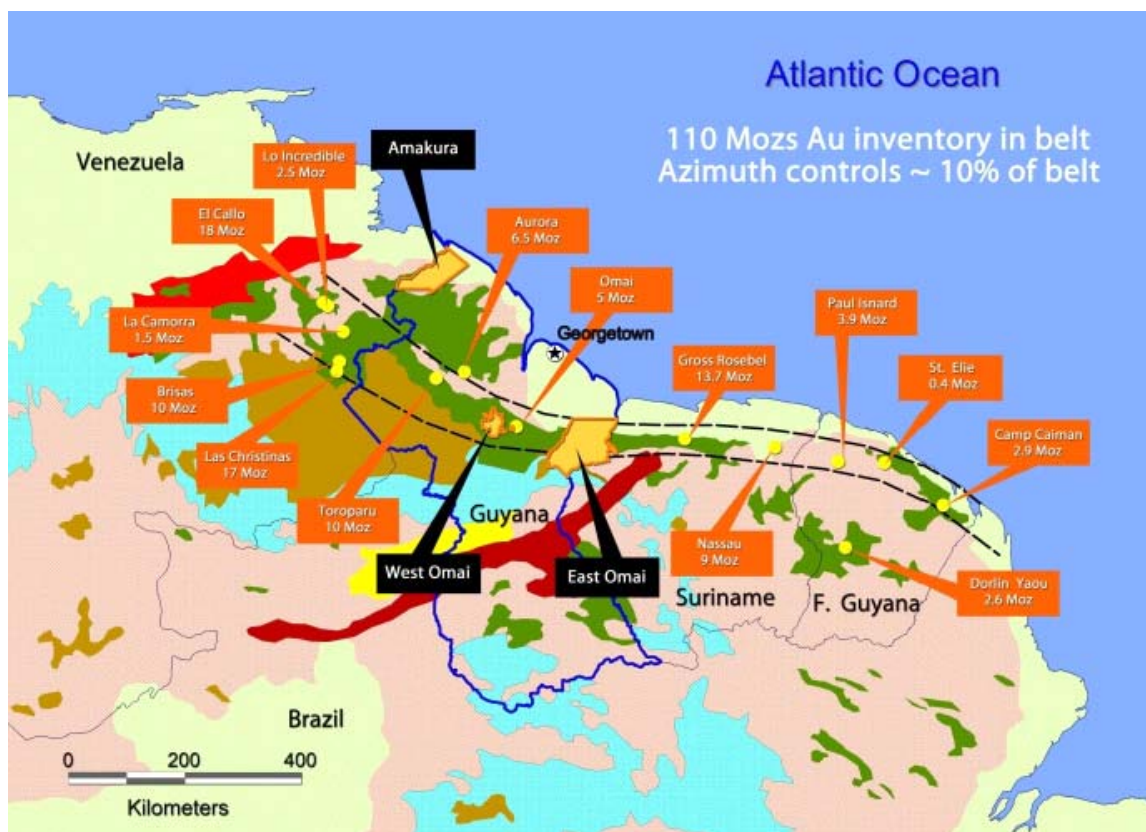 Atlantic Ocean
110 Mozs Au inventory in belt
Azimuth controls ~ 10% of belt
Venezuela
Lo Incredible
2.5 Moz
Amakura
El Callo
18 Moz
Aurora
6.5 Moz
Omai
5 Moz
La Camorra
1.5 Moz
Georgetown
Paul Isnard
3.9 Moz
Gross Rosebel
13.7 Moz
St. Elie
0.4 Moz
Brisas
10 Moz
Camp Caiman
2.9 Moz
Las Christinas
17 Moz
Toroparu
10 Moz
Guyana
Nassau
9 Moz
West Omai
East Omai
Suriname
F. Guyana
Dorlin Yaou
2.6 Moz
Brazil
0 200 400
Kilometers